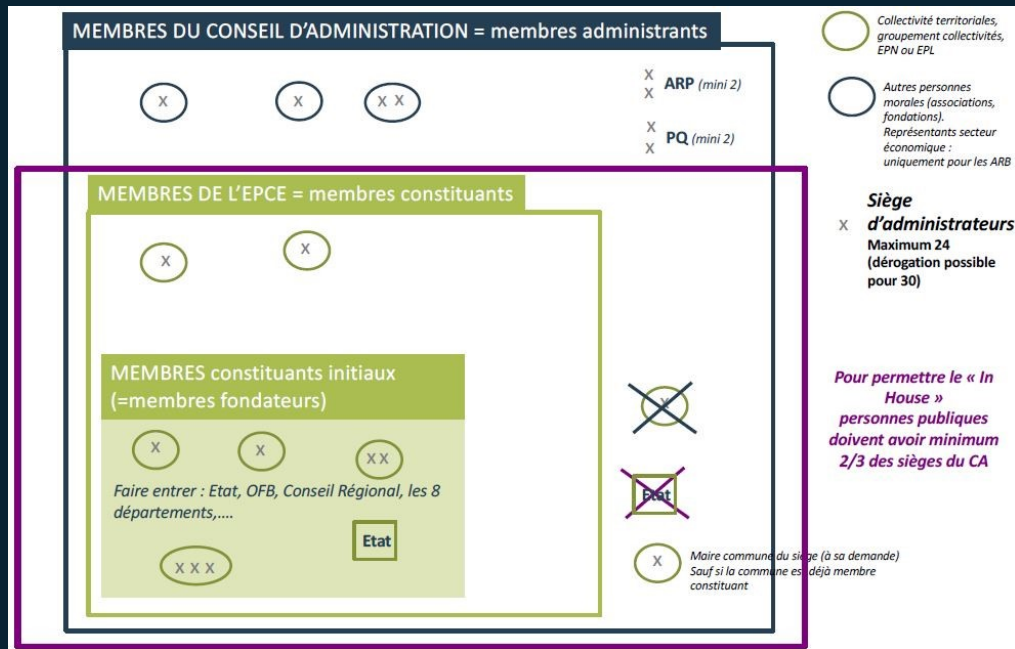 MEMBRES DU CONSEIL D'ADMINISTRATION = membres administrants
X
X
X X
X
X
ARP (mini 2)
X
X
PQ (mini 2)
MEMBRES DE L'EPCE = membres constituants
X
X
MEMBRES constituants initiaux
(=membres fondateurs)
X
X
X X
Faire entrer : Etat, OFB, Conseil Régional, les 8
départements,....
Etat
X X X
X
Etat
X
Maire commune du siège (à sa demande)
Sauf si la commune est déjà membre
constituant
Collectivité territoriales,
groupement collectivités,
EPN ou EPL
Autres personnes
morales (associations,
fondations).
Représentants secteur
économique :
uniquement pour les ARB
X
Siège
d'administrateurs
Maximum 24
(dérogation possible
pour 30)
Pour permettre le « In
House »
personnes publiques
doivent avoir minimum
2/3 des sièges du CA